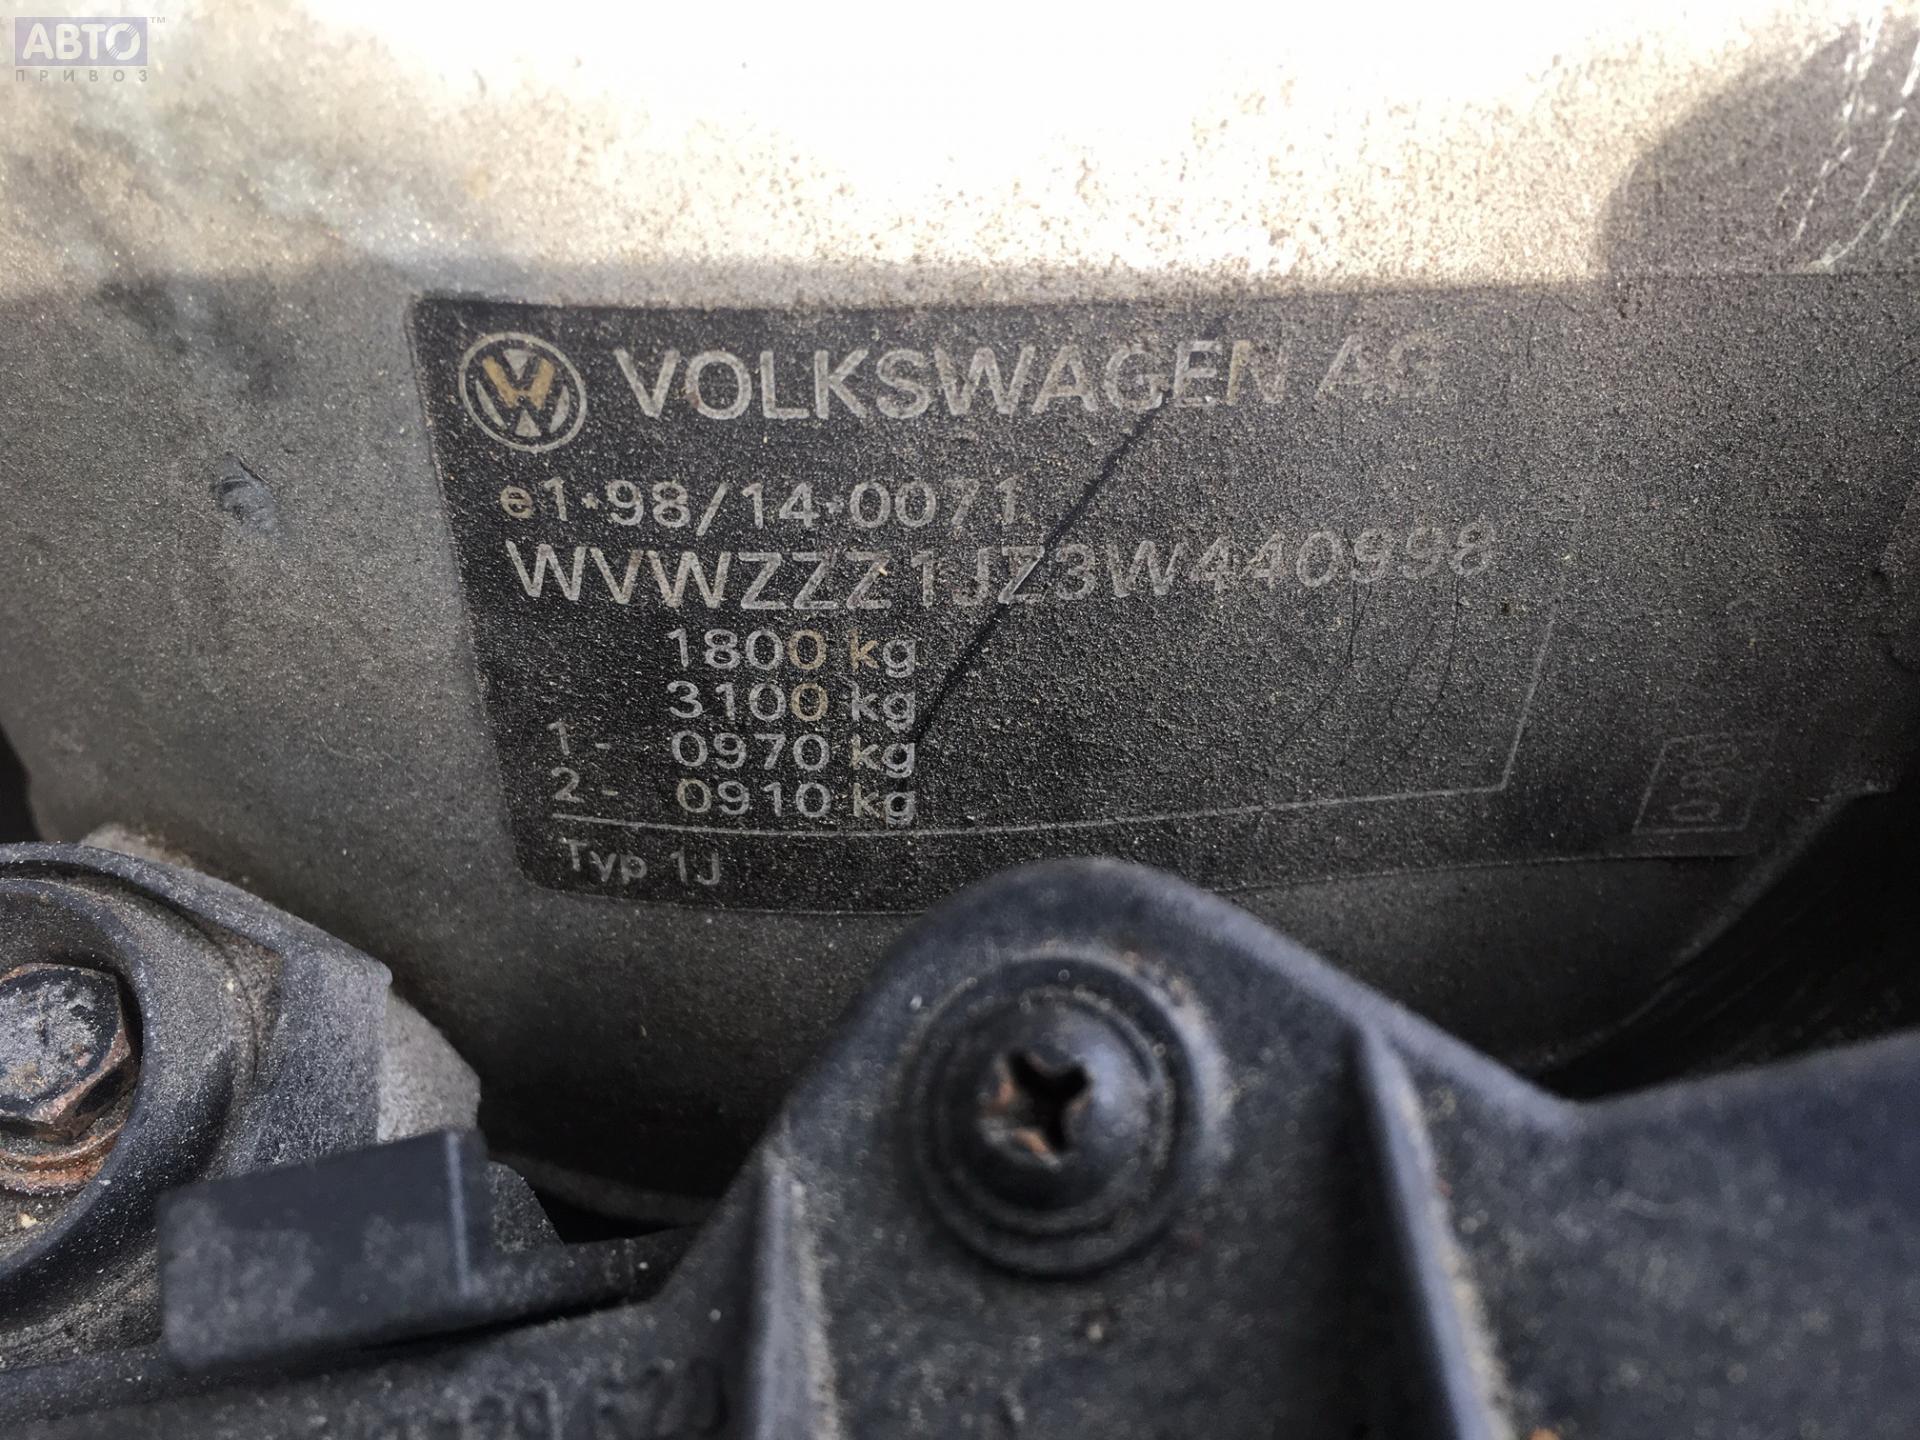 АВТО™
ПРИВОЗ
VOLKSWAGEN AG
e1*98/14*0071
WVWZZZ1JZ3W440998
1800 kg
3100 kg
1 - 0970 kg
2 - 0910 kg
Typ 1J